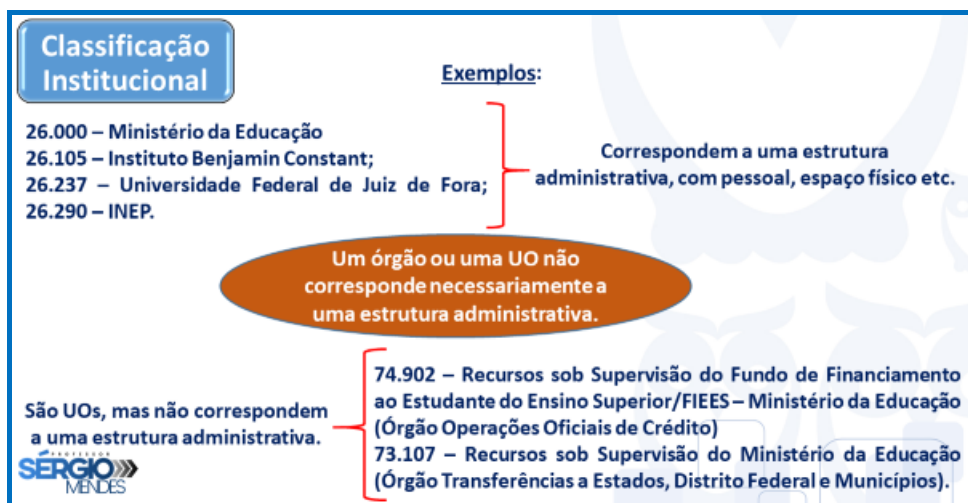 Classificação
Institucional
Exemplos:
26.000 – Ministério da Educação
26.105 – Instituto Benjamin Constant;
26.237 – Universidade Federal de Juiz de Fora;
26.290 – INEP.
Correspondem a uma estrutura
administrativa, com pessoal, espaço físico etc.
Um órgão ou uma UO não
corresponde necessariamente a
uma estrutura administrativa.
São UOs, mas não correspondem
a uma estrutura administrativa.
74.902 – Recursos sob Supervisão do Fundo de Financiamento
ao Estudante do Ensino Superior/FIEES – Ministério da Educação
(Órgão Operações Oficiais de Crédito)
73.107 – Recursos sob Supervisão do Ministério da Educação
(Órgão Transferências a Estados, Distrito Federal e Municípios).
PROFESSOR
SÉRGIO
MENDES